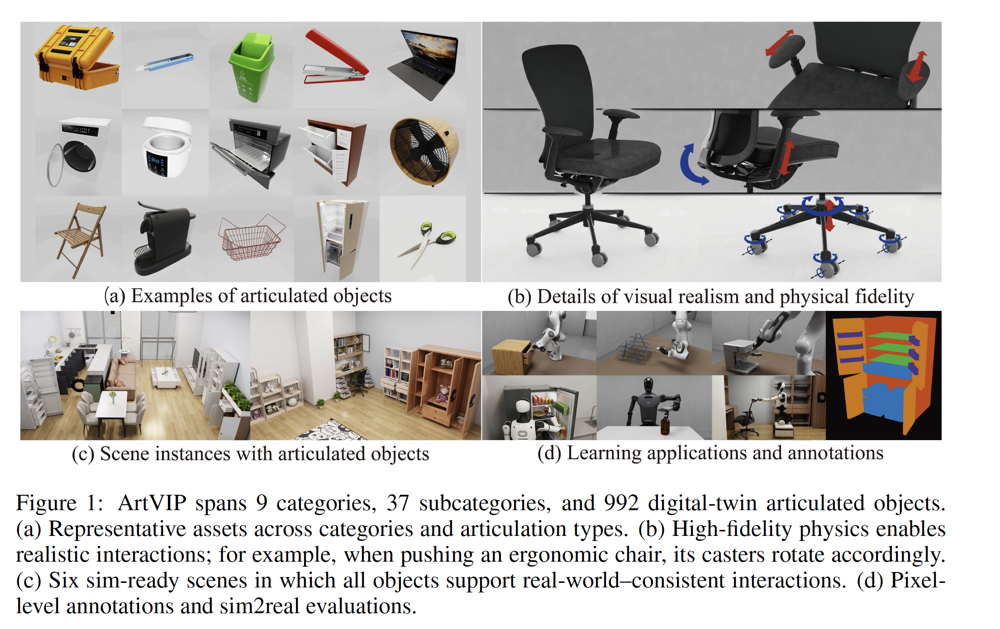 (a) Examples of articulated objects
(b) Details of visual realism and physical fidelity
(c) Scene instances with articulated objects
(d) Learning applications and annotations
Figure 1: ArtVIP spans 9 categories, 37 subcategories, and 992 digital-twin articulated objects.
(a) Representative assets across categories and articulation types. (b) High-fidelity physics enables
realistic interactions; for example, when pushing an ergonomic chair, its casters rotate accordingly.
(c) Six sim-ready scenes in which all objects support real-world–consistent interactions. (d) Pixel-
level annotations and sim2real evaluations.